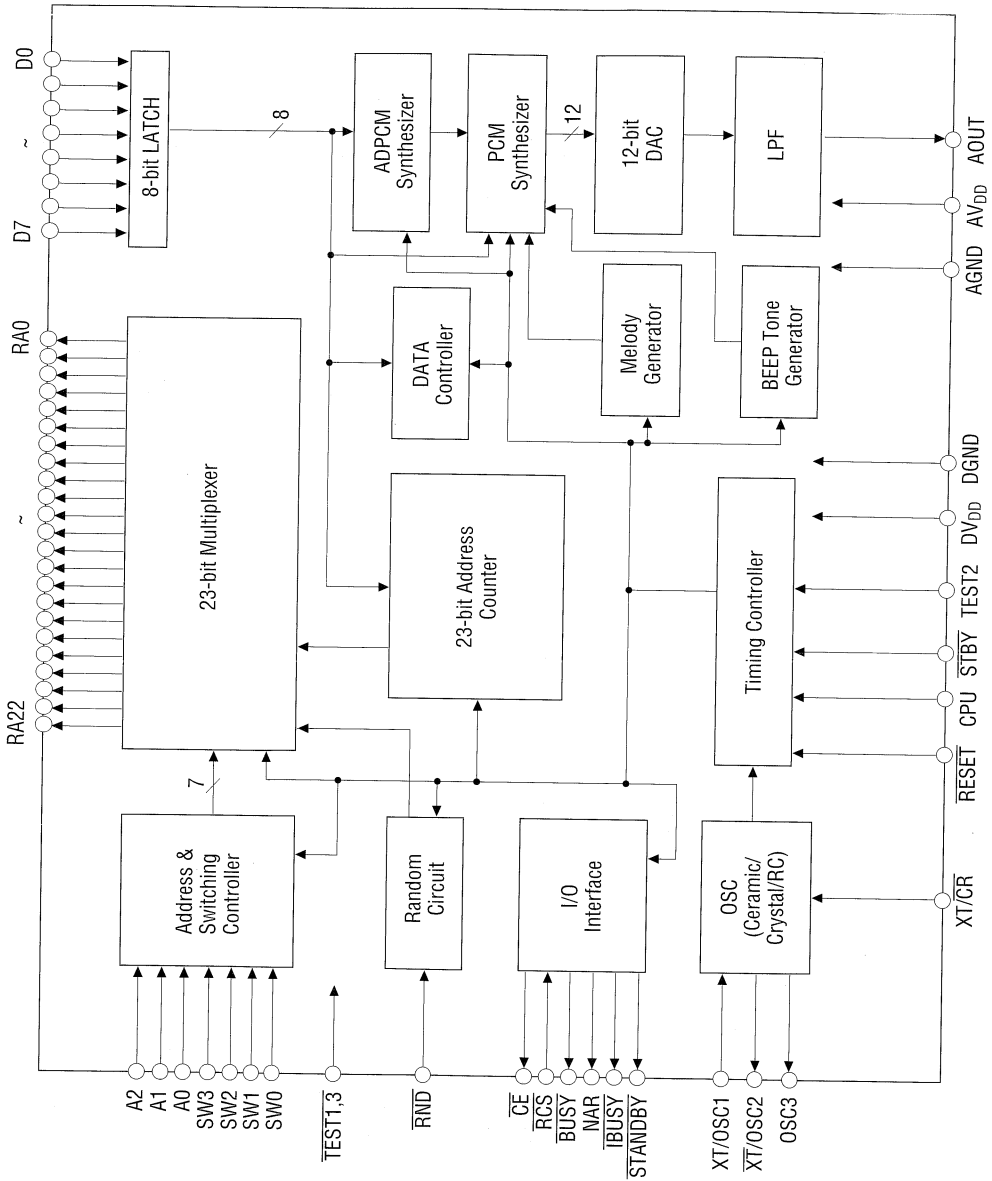 D0
~
D7
RA0
~
RA22
8-bit LATCH
8
ADPCM
Synthesizer
PCM
Synthesizer
12
12-bit
DAC
LPF
23-bit Multiplexer
DATA
Controller
Melody
Generator
BEEP Tone
Generator
23-bit Address
Counter
Timing Controller
7
Address &
Switching
Controller
Random
Circuit
I/O
Interface
OSC
(Ceramic/
Crystal/RC)
A2
A1
A0
SW3
SW2
SW1
SW0
TEST1,3
RND
CE
RCS
BUSY
NAR
IBUSY
STANDBY
XT/OSC1
XT/OSC2
OSC3
XT/CR
RESET
CPU
STBY
TEST2
DVDD
DGND
AGND
AVDD
AOUT